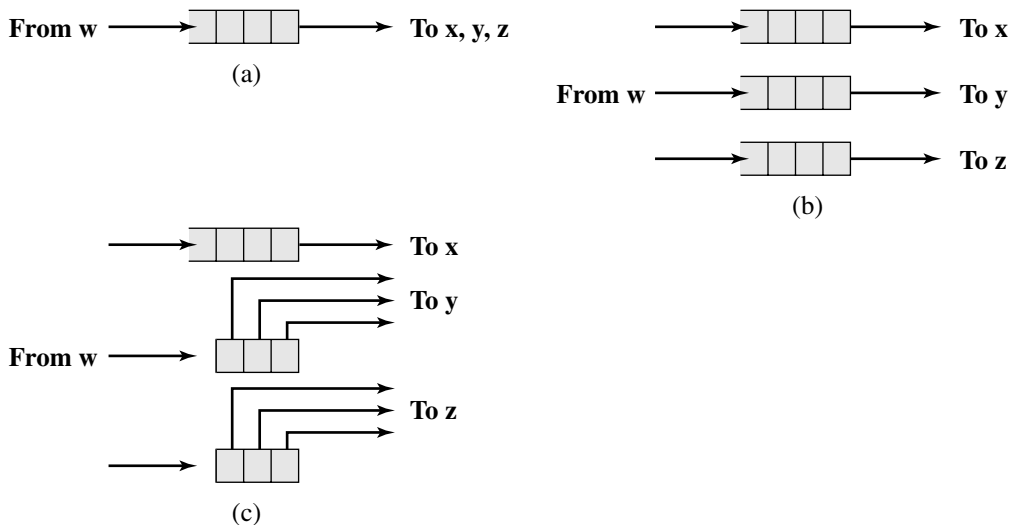 From w
To x, y, z
(a)
To x
From w
To y
To z
(b)
To x
To y
From w
To z
(c)